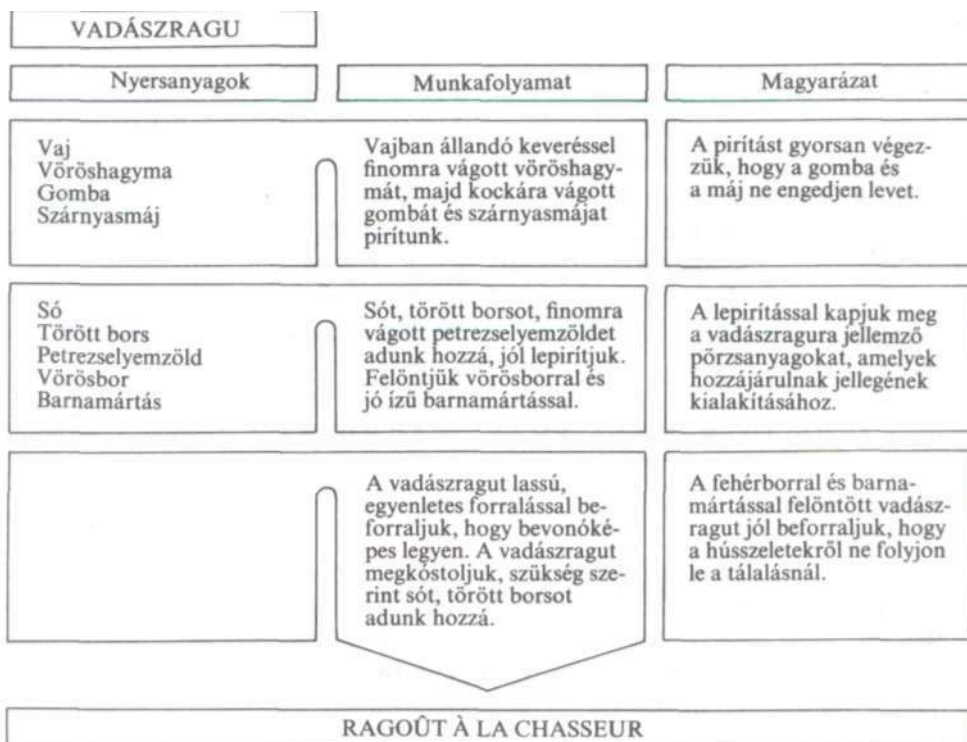 VADÁSZRAGU
Nyersanyagok
Munkafolyamat
Magyarázat
Vaj
Vöröshagyma
Gomba
Szárnyasmáj
Vajban állandó keveréssel
finomra vágott vöröshagy-
mát, majd kockára vágott
gombát és szárnyasmájat
pirítunk.
A pirítást gyorsan végez-
zük, hogy a gomba és
a máj ne engedjen levet.
Só
Törött bors
Petrezselyemzöld
Vörösbor
Barnamártás
Sót, törött borsot, finomra
vágott petrezselyemzöldet
adunk hozzá, jól lepirítjuk.
Felöntjük vörösborral és
jó ízű barnamártással.
A lepirítással kapjuk meg
a vadászragura jellemző
pörzsanyagokat, amelyek
hozzájárulnak jellegének
kialakításához.
A vadászragut lassú,
egyenletes forralással be-
forraljuk, hogy bevonóké-
pes legyen. A vadászragut
megkóstoljuk, szükség sze-
rint sót, törött borsot
adunk hozzá.
A fehérborral és barna-
mártással felöntött vadász-
ragut jól beforraljuk, hogy
a hússzeletekről ne folyjon
le a tálalásnál.
RAGOÛT À LA CHASSEUR